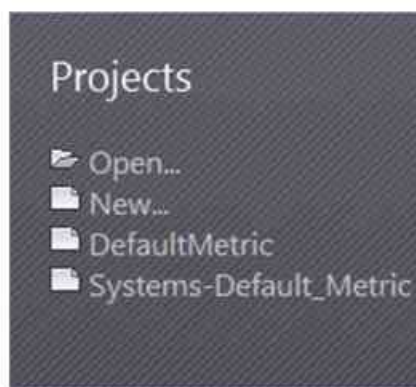 Projects
Open...
New...
DefaultMetric
Systems-Default_Metric